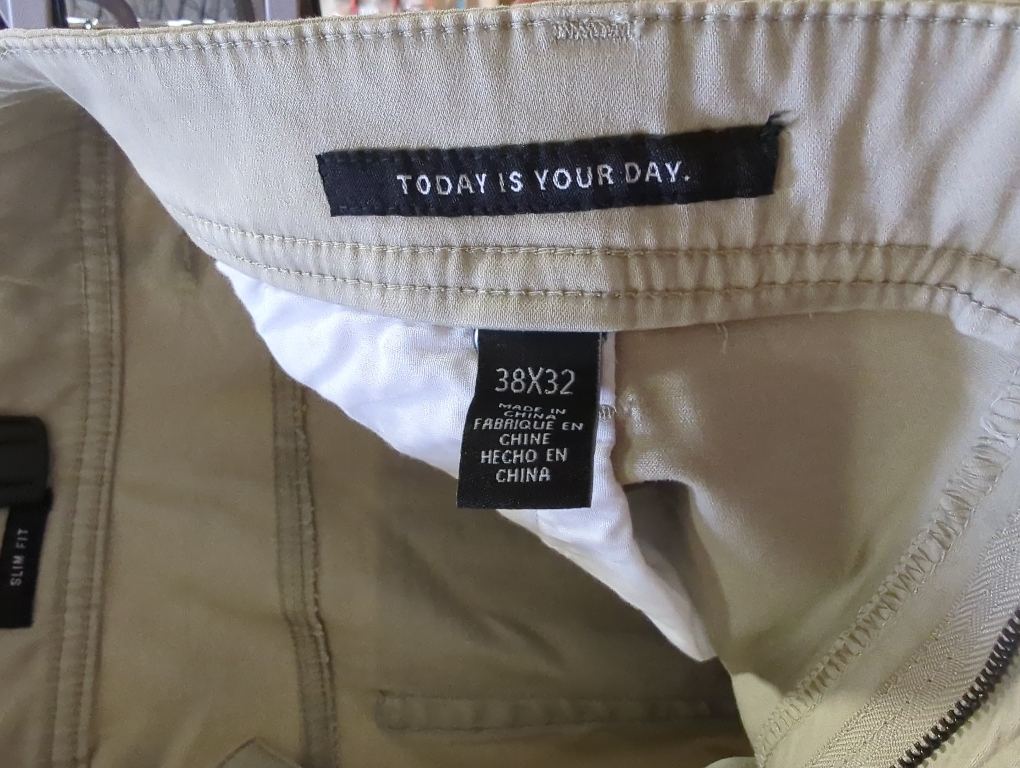 TODAY IS YOUR DAY.
38X32
MADE IN
CHINA
FABRIQUE EN
CHINE
HECHO EN
CHINA
SLIM FIT